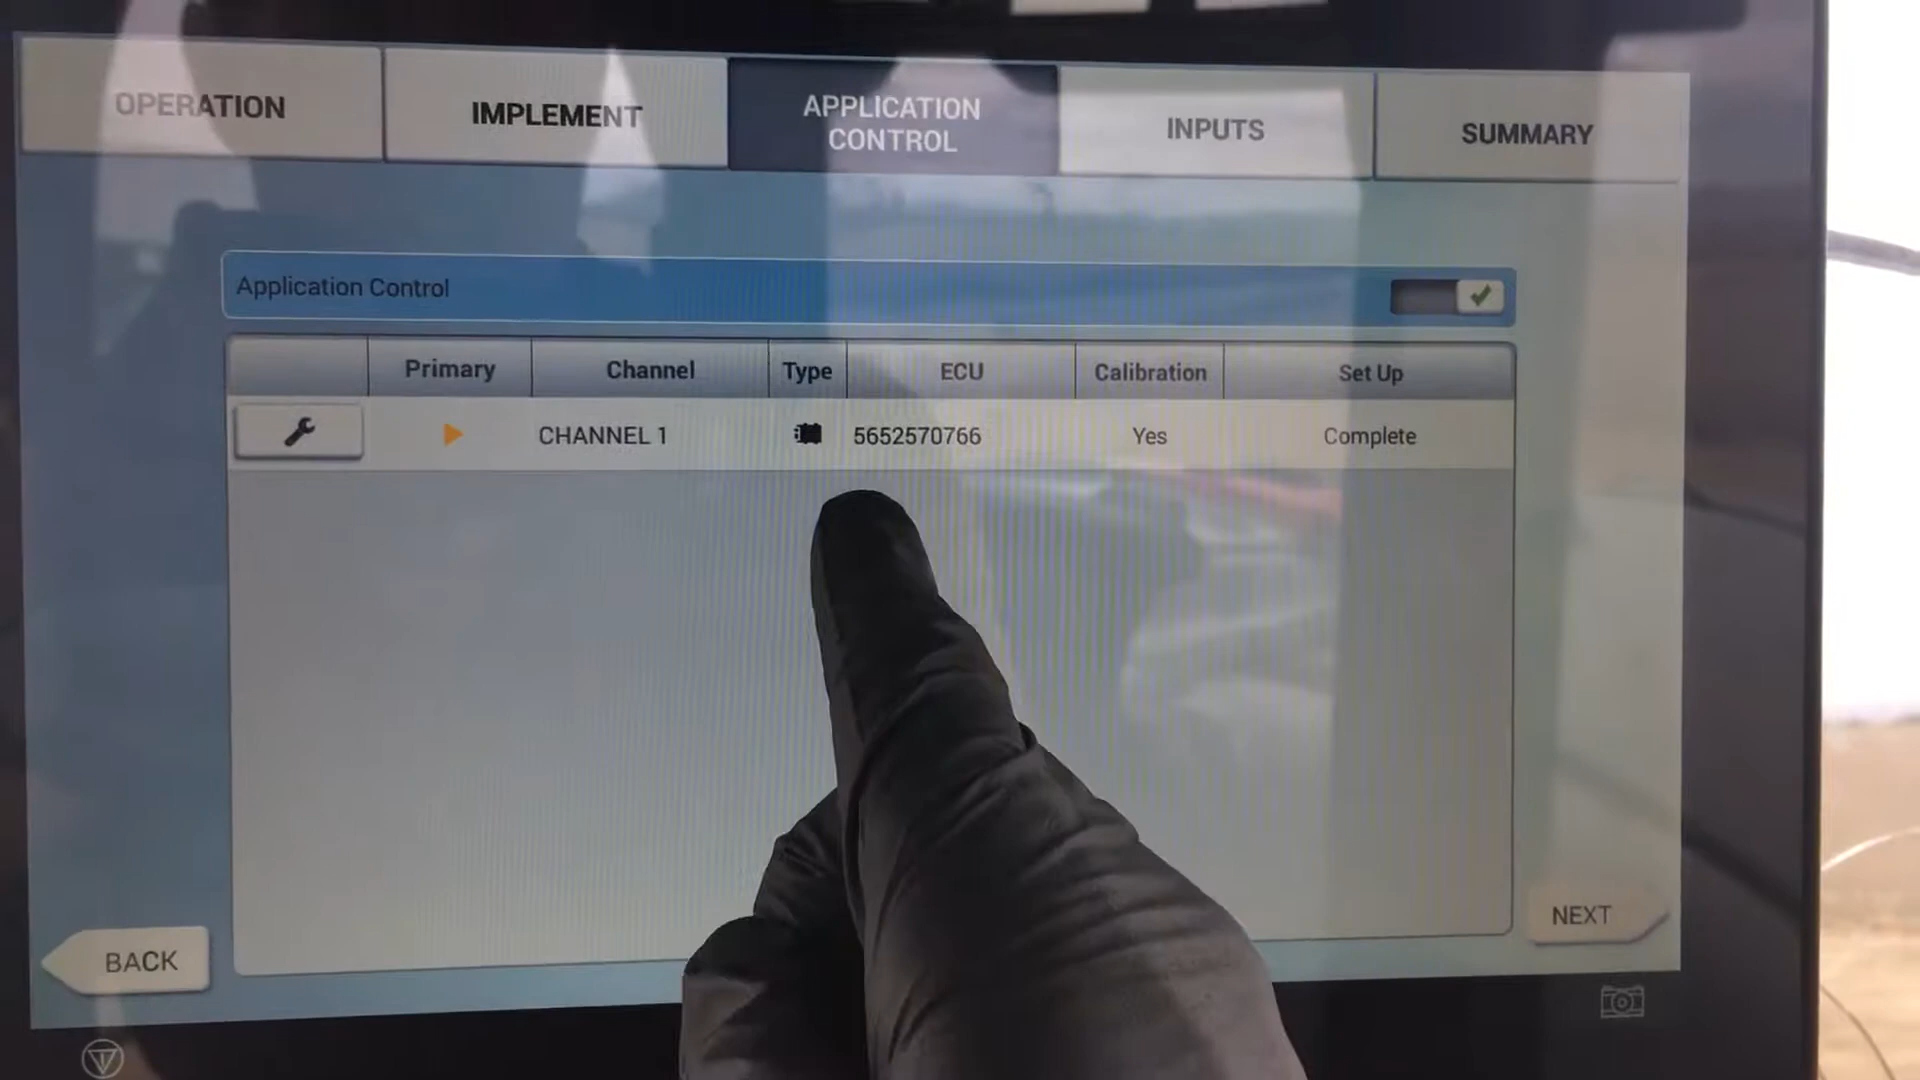 OPERATION
IMPLEMENT
APPLICATION
CONTROL
INPUTS
SUMMARY
Application Control
Primary
Channel
Type
ECU
Calibration
Set Up
CHANNEL 1
5652570766
Yes
Complete
BACK
NEXT